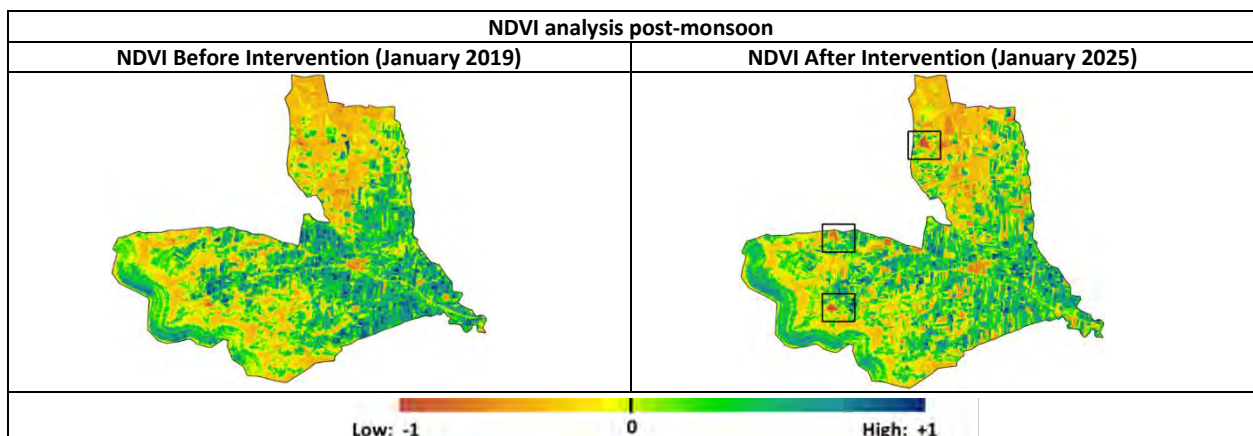 NDVI analysis post-monsoon
NDVI Before Intervention (January 2019)
NDVI After Intervention (January 2025)
Low: -1
0
High: +1